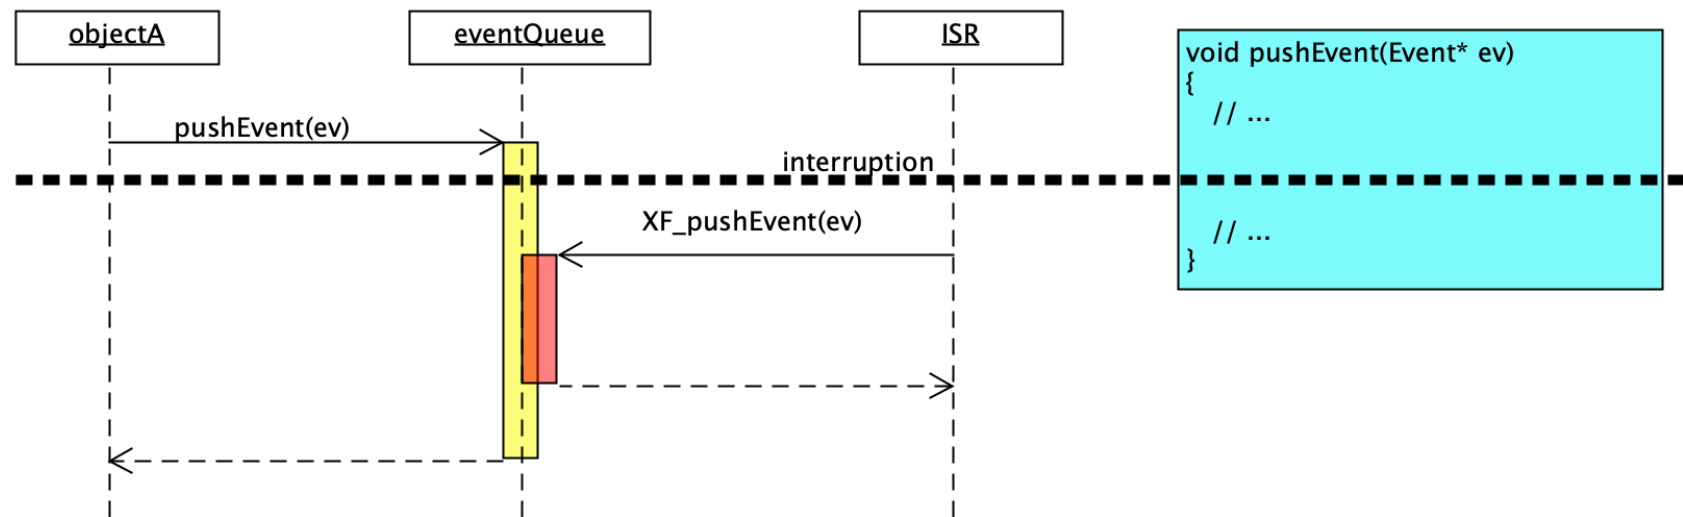 objectA
eventQueue
ISR
void pushEvent(Event* ev)
{
// ...
pushEvent(ev)
interruption
XF_pushEvent(ev)
// ...
}